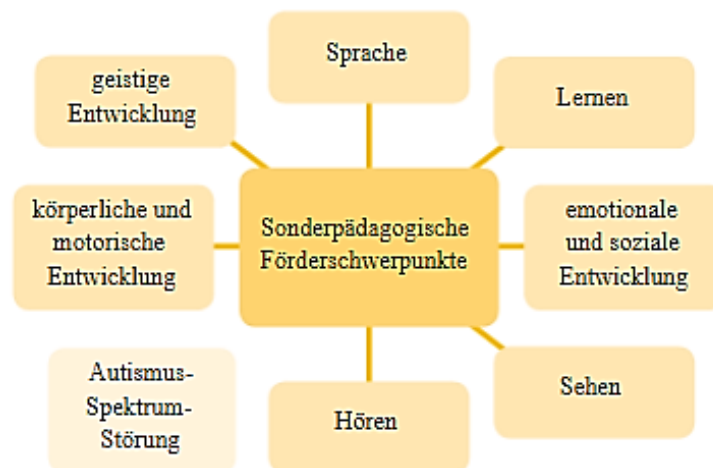 Sprache
geistige
Entwicklung
Lernen
körperliche und
motorische
Entwicklung
Sonderpädagogische
Förderschwerpunkte
emotionale
und soziale
Entwicklung
Autismus-
Spektrum-
Störung
Hören
Sehen